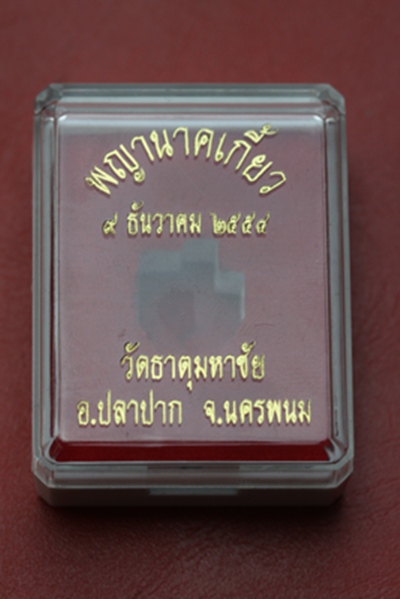 พญานาคเกี้ยว
๙ ธันวาคม ๒๕๕๔
วัดธาตุมหาชัย
อ.ปลาปาก จ.นครพนม